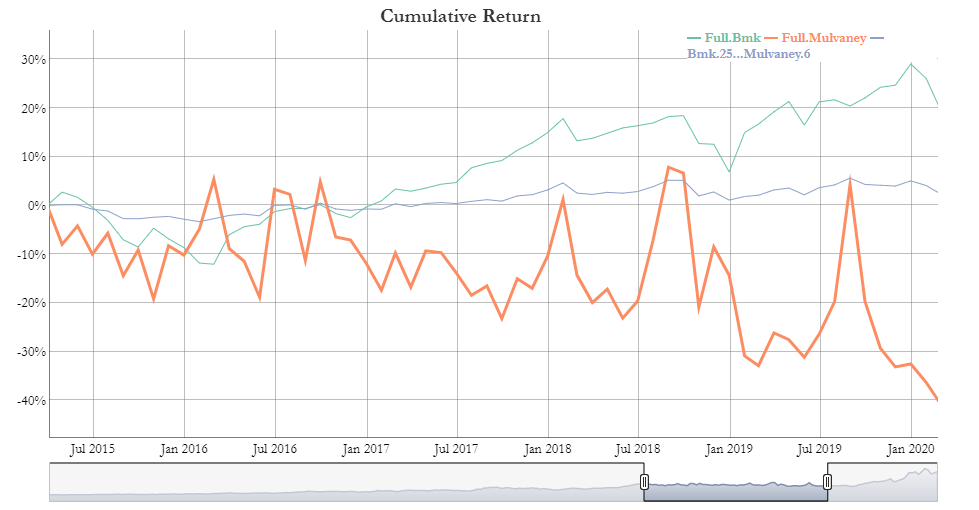 Cumulative Return
Full.Bmk Full.Mulvaney
Bmk.25...Mulvaney.6
30%
20%
10%
0%
-10%
-20%
-30%
-40%
Jul 2015 Jan 2016 Jul 2016 Jan 2017 Jul 2017 Jan 2018 Jul 2018 Jan 2019 Jul 2019 Jan 2020